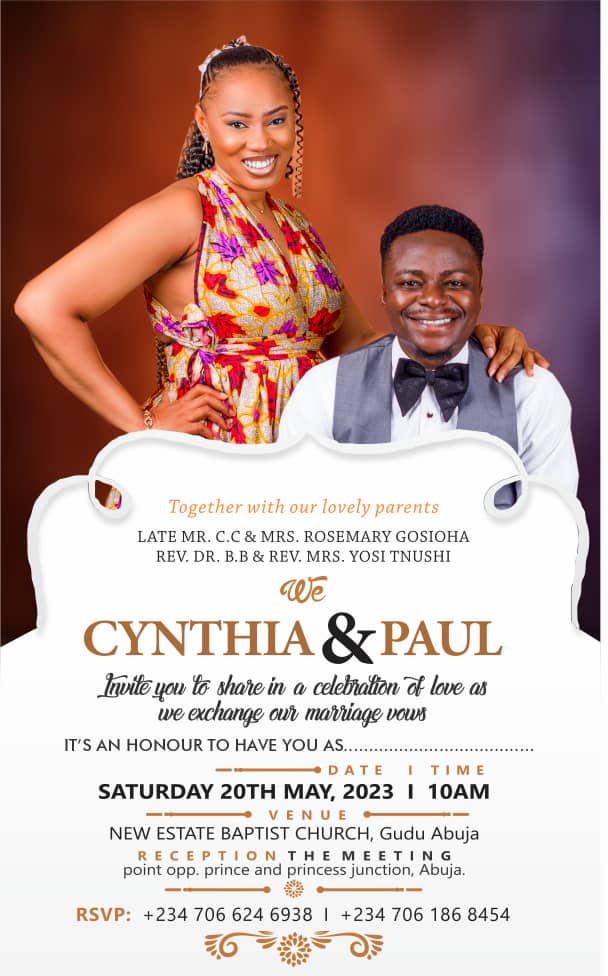 Together with our lovely parents
LATE MR. C.C & MRS. ROSEMARY GOSIOHA
REV. DR. B.B & REV. MRS. YOSI TNUSHI
We
CYNTHIA & PAUL
Invite you to share in a celebration of love as
we exchange our marriage vows
IT'S AN HONOUR TO HAVE YOU AS.....................................
DATE I TIME
SATURDAY 20TH MAY, 2023 I 10AM
VENUE
NEW ESTATE BAPTIST CHURCH, Gudu Abuja
RECEPTION THE MEETING
point opp. prince and princess junction, Abuja.
RSVP: +234 706 624 6938 I +234 706 186 8454